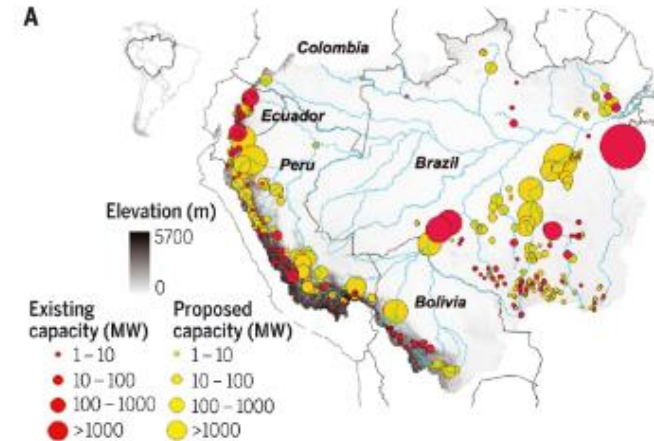 A
Colombia
Ecuador
Peru
Brazil
Bolivia
Elevation (m)
5700
0
Existing capacity (MW)
1–10
10–100
100–1000
>1000
Proposed capacity (MW)
1–10
10–100
100–1000
>1000